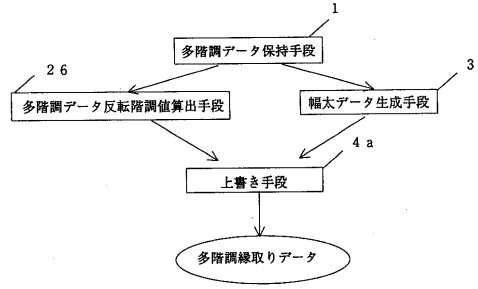 1
多階調データ保持手段
26
多階調データ反転階調値算出手段
3
幅太データ生成手段
4a
上書き手段
多階調縁取りデータ